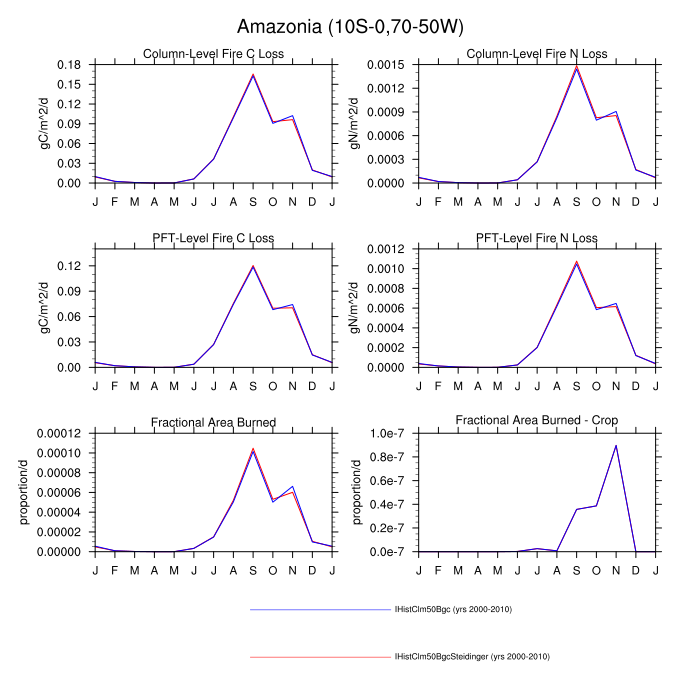 Amazonia (10S-0,70-50W)
Column-Level Fire C Loss
gC/m^2/d
0.18
0.15
0.12
0.09
0.06
0.03
0.00
J F M A M J J A S O N D J
Column-Level Fire N Loss
gN/m^2/d
0.0015
0.0012
0.0009
0.0006
0.0003
0.0000
J F M A M J J A S O N D J
PFT-Level Fire C Loss
gC/m^2/d
0.12
0.09
0.06
0.03
0.00
J F M A M J J A S O N D J
PFT-Level Fire N Loss
gN/m^2/d
0.0012
0.0010
0.0008
0.0006
0.0004
0.0002
0.0000
J F M A M J J A S O N D J
Fractional Area Burned
proportion/d
0.00012
0.00010
0.00008
0.00006
0.00004
0.00002
0.00000
J F M A M J J A S O N D J
Fractional Area Burned - Crop
proportion/d
1.0e-7
0.8e-7
0.6e-7
0.4e-7
0.2e-7
0.0e-7
J F M A M J J A S O N D J
IHistClm50Bgc (yrs 2000-2010)
IHistClm50BgcSteidinger (yrs 2000-2010)